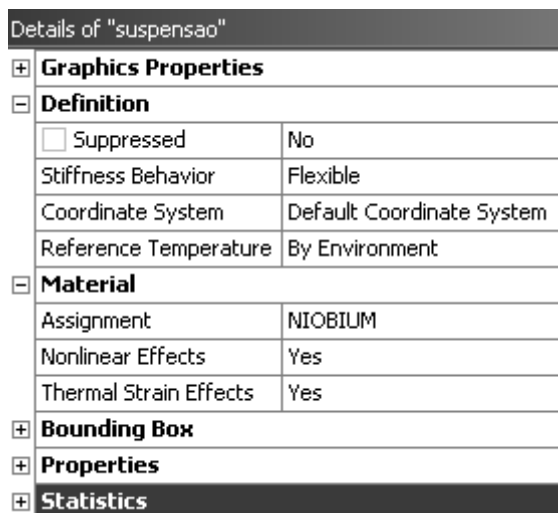 Details of "suspensao"
Graphics Properties
Definition
Suppressed No
Stiffness Behavior Flexible
Coordinate System Default Coordinate System
Reference Temperature By Environment
Material
Assignment NIOBIUM
Nonlinear Effects Yes
Thermal Strain Effects Yes
Bounding Box
Properties
Statistics